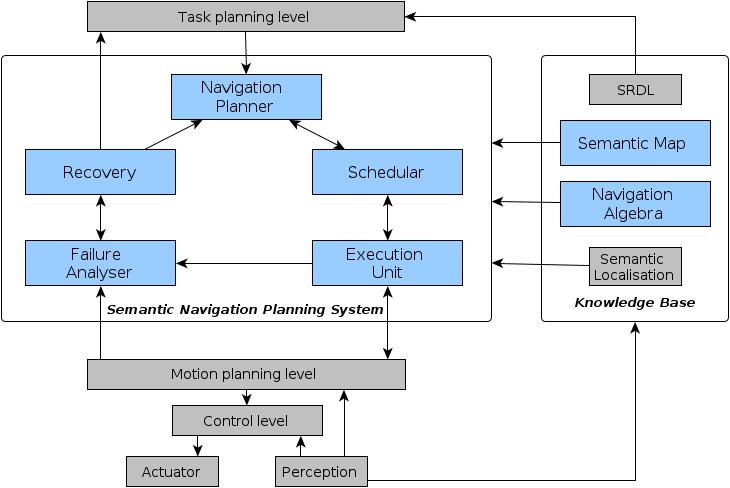 Task planning level
SRDL
Navigation
Planner
Semantic Map
Recovery
Schedular
Navigation
Algebra
Failure
Analyser
Execution
Unit
Semantic
Localisation
Semantic Navigation Planning System
Knowledge Base
Motion planning level
Control level
Actuator
Perception